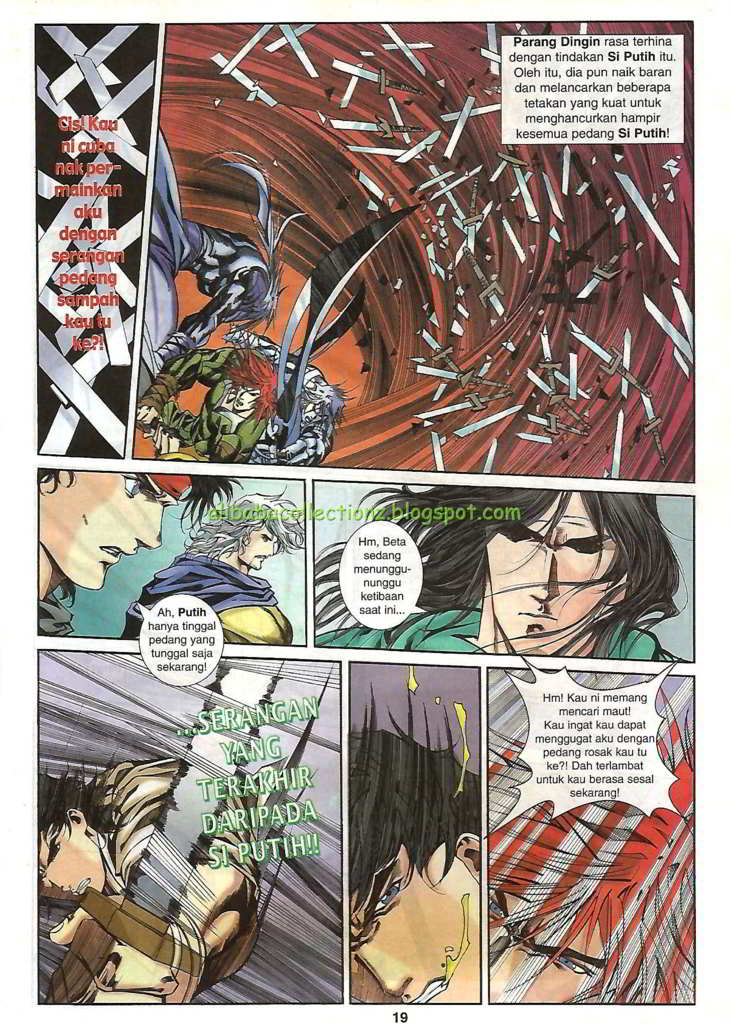 Cis! Kau
ni cuba
nak per-
mainkan
aku
dengan
serangan
pedang
sampah
kau tu
ke?!
Parang Dingin rasa terhina
dengan tindakan Si Putih itu.
Oleh itu, dia pun naik baran
dan melancarkan beberapa
tetakan yang kuat untuk
menghancurkan hampir
kesemua pedang Si Putih!
alibabacollectionz.blogspot.com
Ah, Putih
hanya tinggal
pedang yang
tunggal saja
sekarang!
Hm, Beta
sedang
menunggu-
nunggu
ketibaan
saat ini...
...SERANGAN
YANG
TERAKHIR
DARIPADA
SI PUTIH!!
Hm! Kau ni memang
mencari maut!
Kau ingat kau dapat
menggugat aku dengan
pedang rosak kau tu
ke?! Dah terlambat
untuk kau berasa sesal
sekarang!
19